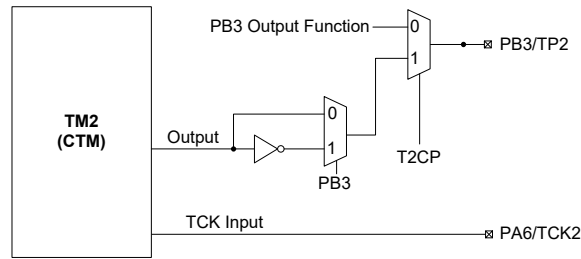 PB3 Output Function
0
1
PB3/TP2
TM2
(CTM)
Output
0
1
T2CP
PB3
TCK Input
PA6/TCK2